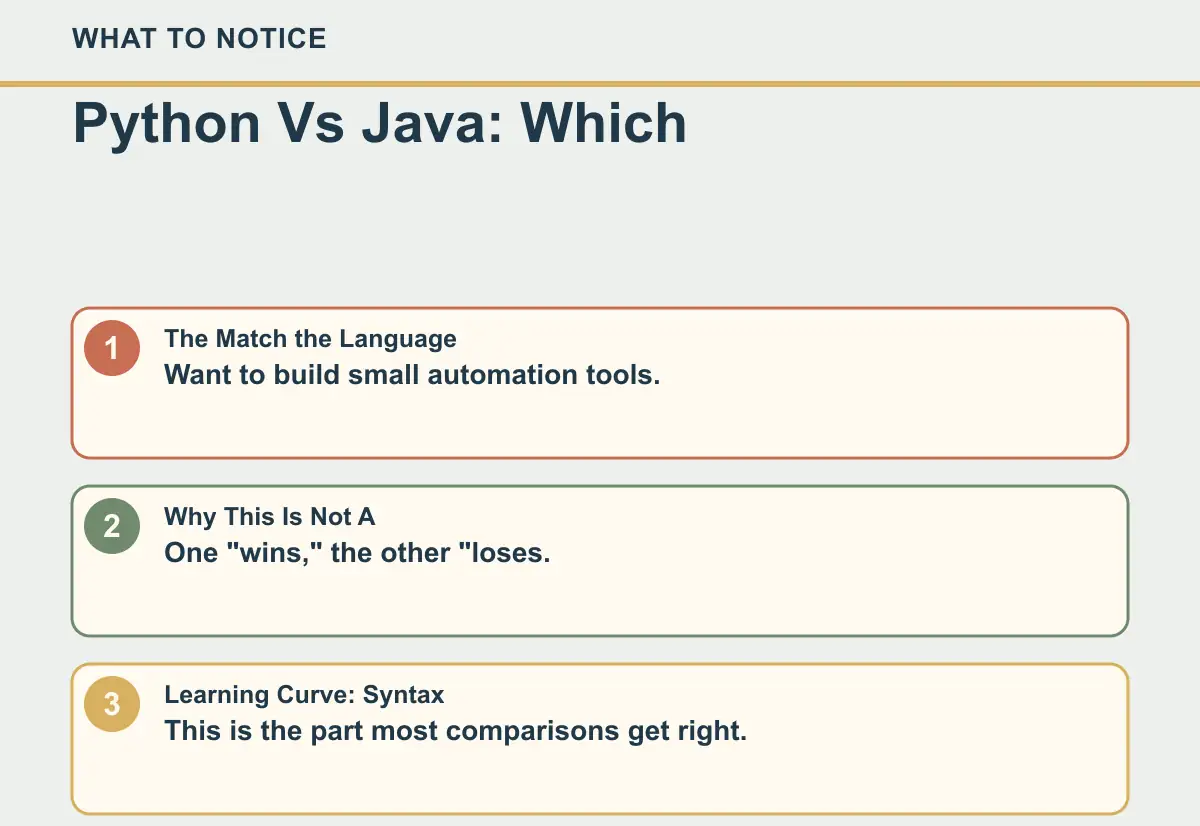 WHAT TO NOTICE
Python Vs Java: Which
1
The Match the Language
Want to build small automation tools.
2
Why This Is Not A
One "wins," the other "loses.
3
Learning Curve: Syntax
This is the part most comparisons get right.